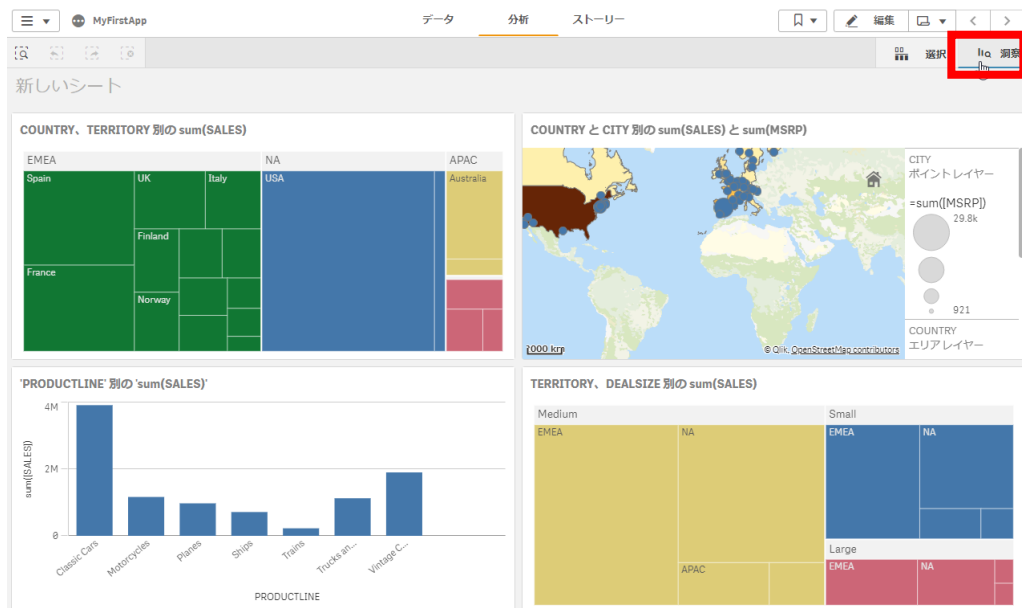 MyFirstApp
データ
分析
ストーリー
編集
選択
洞察
新しいシート
COUNTRY、TERRITORY 別の sum(SALES)
EMEA
NA
APAC
Spain
UK
Italy
USA
Australia
Finland
France
Norway
COUNTRY と CITY 別の sum(SALES) と sum(MSRP)
CITY
ポイントレイヤー
=sum([MSRP])
29.8k
921
COUNTRY
エリアレイヤー
2000 km
© Qlik, OpenStreetMap contributors
'PRODUCTLINE' 別の 'sum(SALES)'
sum([SALES])
4M
2M
0
Classic Cars
Motorcycles
Planes
Ships
Trains
Trucks an...
Vintage C...
PRODUCTLINE
TERRITORY、DEALSIZE 別の sum(SALES)
Medium
Small
EMEA
NA
EMEA
NA
APAC
Large
EMEA
NA